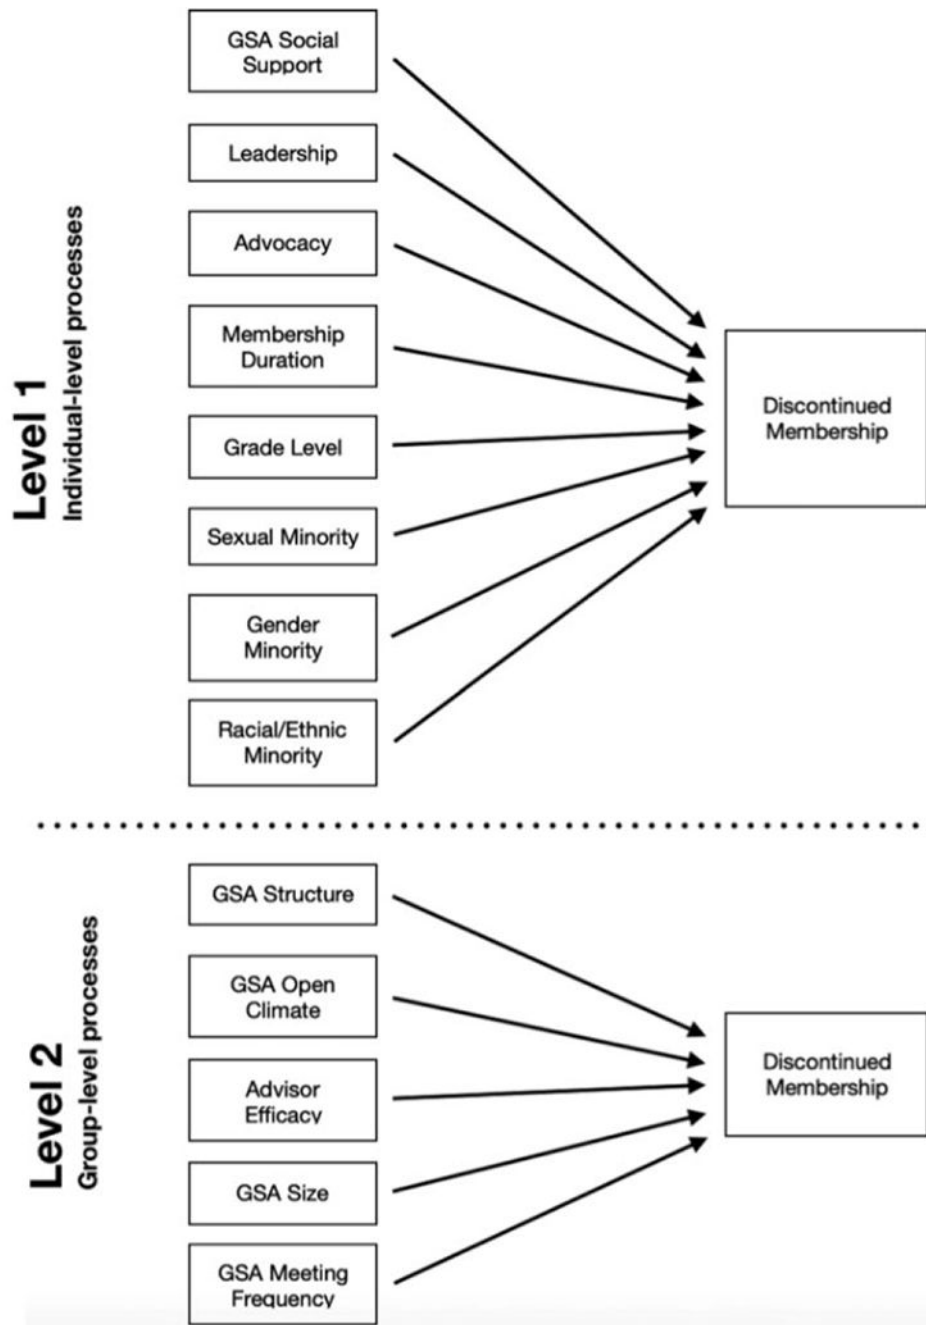 Level 1
Individual-level processes
GSA Social
Support
Leadership
Advocacy
Membership
Duration
Grade Level
Sexual Minority
Gender
Minority
Racial/Ethnic
Minority
Discontinued
Membership
Level 2
Group-level processes
GSA Structure
GSA Open
Climate
Advisor
Efficacy
GSA Size
GSA Meeting
Frequency
Discontinued
Membership